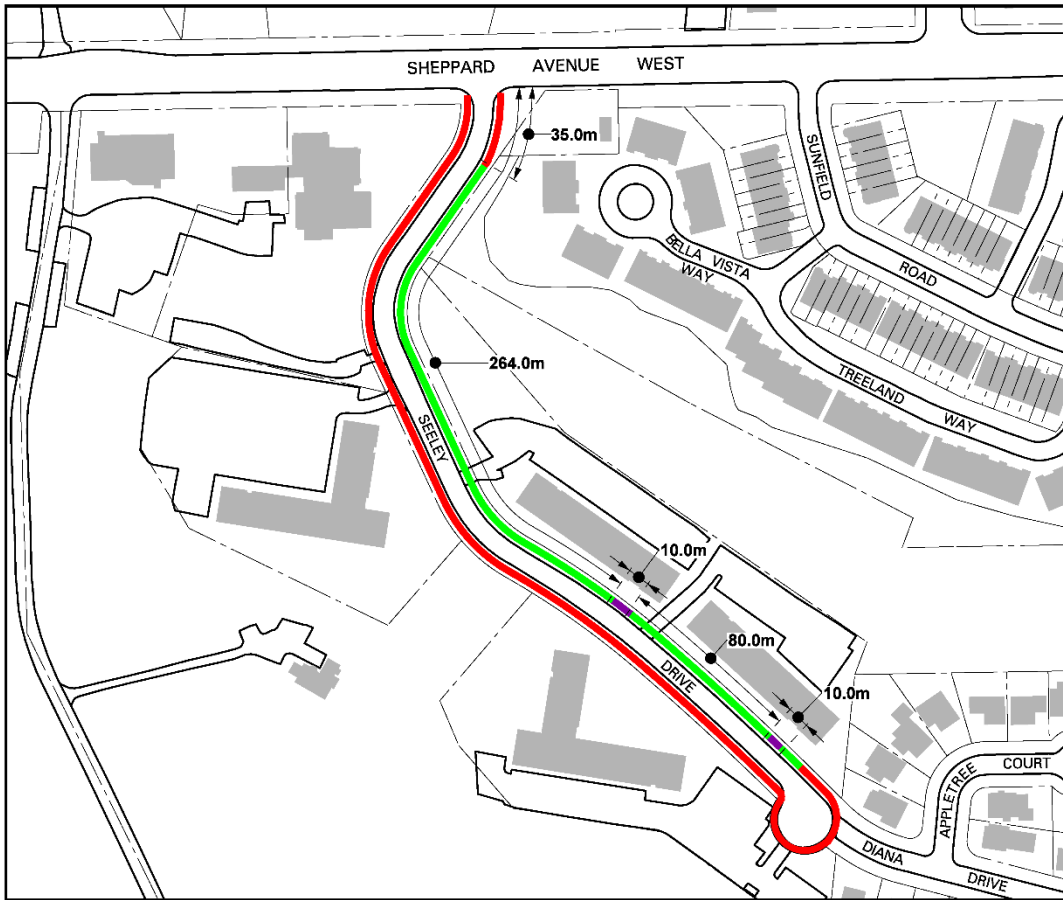 SHEPPARD AVENUE WEST
35.0m
SUNFIELD
ROAD
BELLA VISTA
WAY
TREELAND WAY
264.0m
SEELEY
DRIVE
10.0m
80.0m
10.0m
APPLETREE
COURT
DIANA
DRIVE